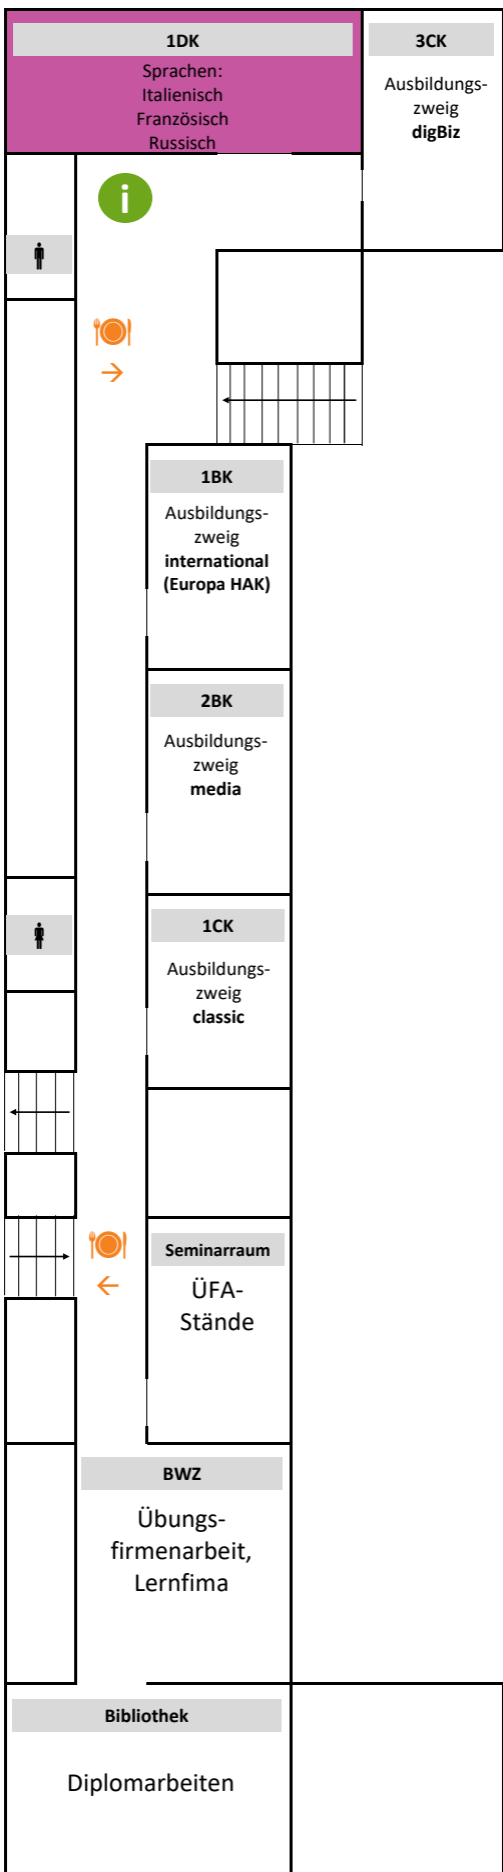 1DK
Sprachen:
Italienisch
Französisch
Russisch
3CK
Ausbildungs-
zweig
digBiz
i
1BK
Ausbildungs-
zweig
international
(Europa HAK)
2BK
Ausbildungs-
zweig
media
1CK
Ausbildungs-
zweig
classic
Seminarraum
ÜFA-
Stände
BWZ
Übungs-
firmenarbeit,
Lernfima
Bibliothek
Diplomarbeiten